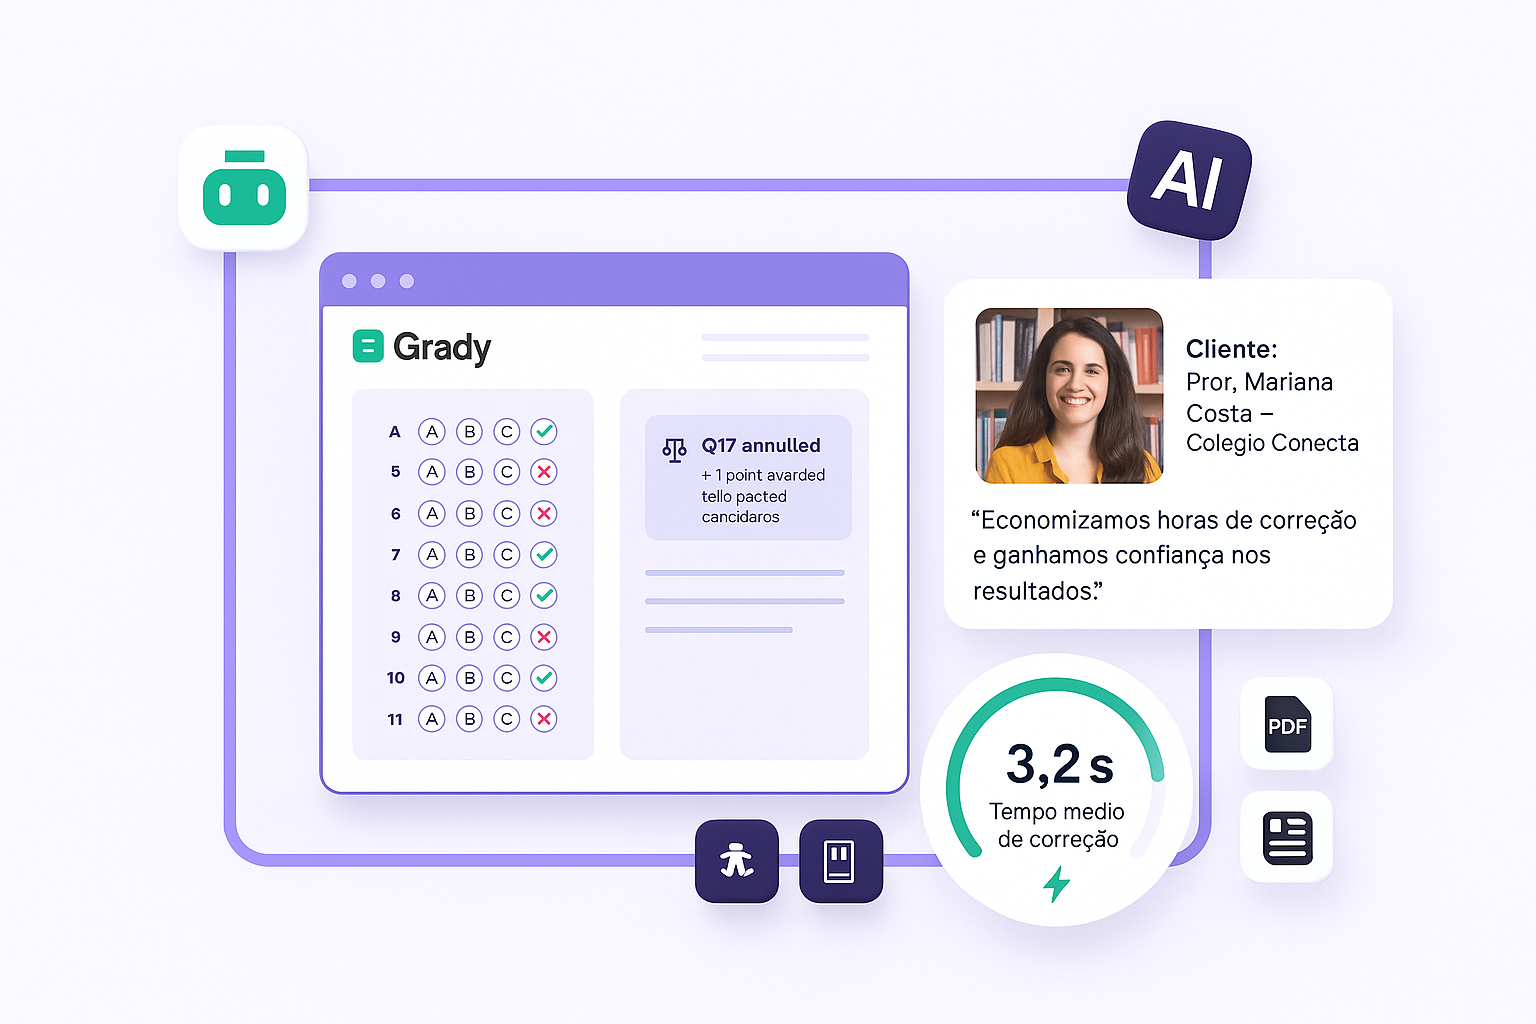 AI
Grady
A A B C
5 A B C
6 A B C
7 A B C
8 A B C
9 A B C
10 A B C
11 A B C
Q17 annulled
+ 1 point avarded
tello pacted
cancidaros
Cliente:
Pror, Mariana
Costa –
Colegio Conecta
“Economizamos horas de correção
e ganhamos confiança nos
resultados.”
3,2 s
Tempo medio
de correção
PDF